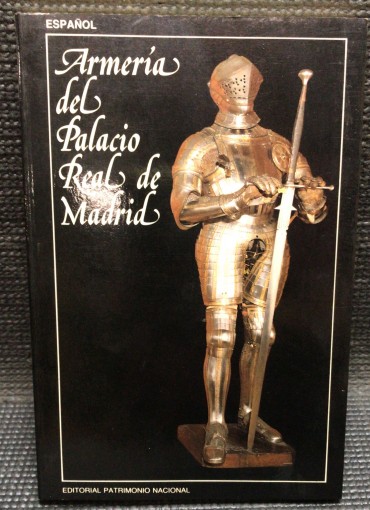 ESPAÑOL
Armería
del
Palacio
Real de
Madrid
EDITORIAL PATRIMONIO NACIONAL